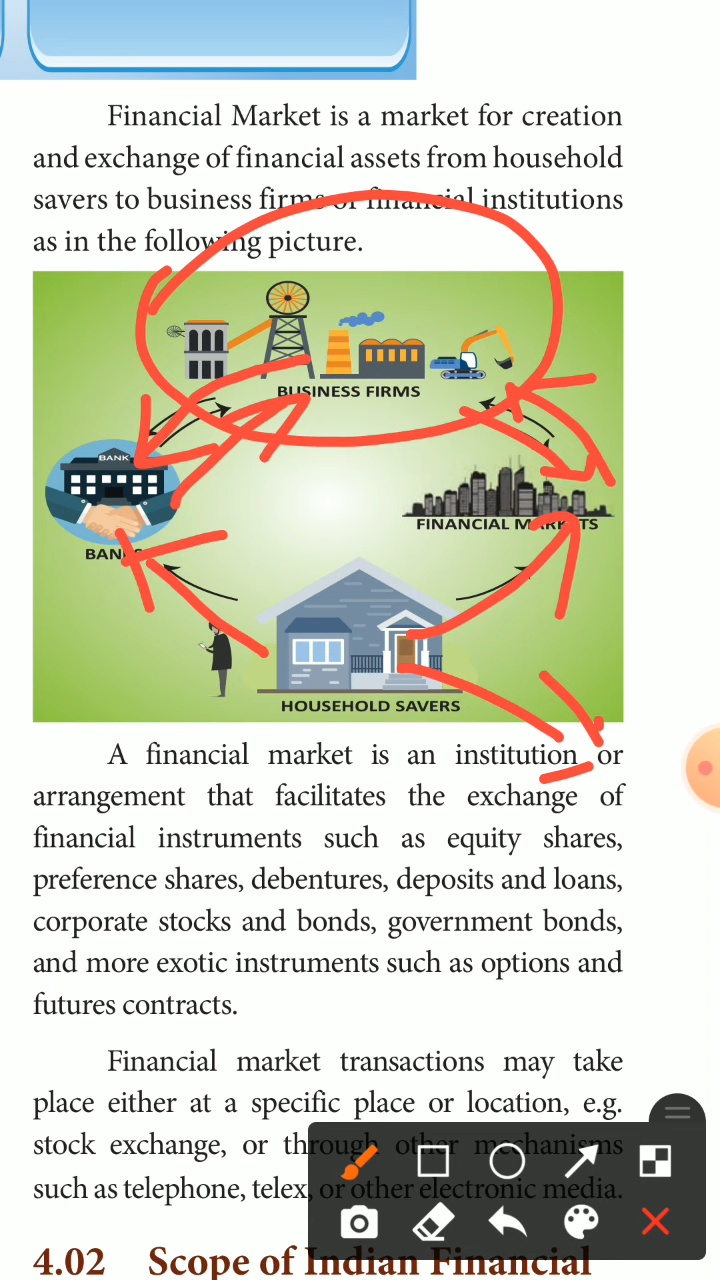 Financial Market is a market for creation
and exchange of financial assets from household
savers to business firms or financial institutions
as in the following picture.
BUSINESS FIRMS
BANK
BANKS
FINANCIAL MARKETS
HOUSEHOLD SAVERS
A financial market is an institution or
arrangement that facilitates the exchange of
financial instruments such as equity shares,
preference shares, debentures, deposits and loans,
corporate stocks and bonds, government bonds,
and more exotic instruments such as options and
futures contracts.
Financial market transactions may take
place either at a specific place or location, e.g.
stock exchange, or through other mechanisms
such as telephone, telex, or other electronic media.
4.02 Scope of Indian Financial